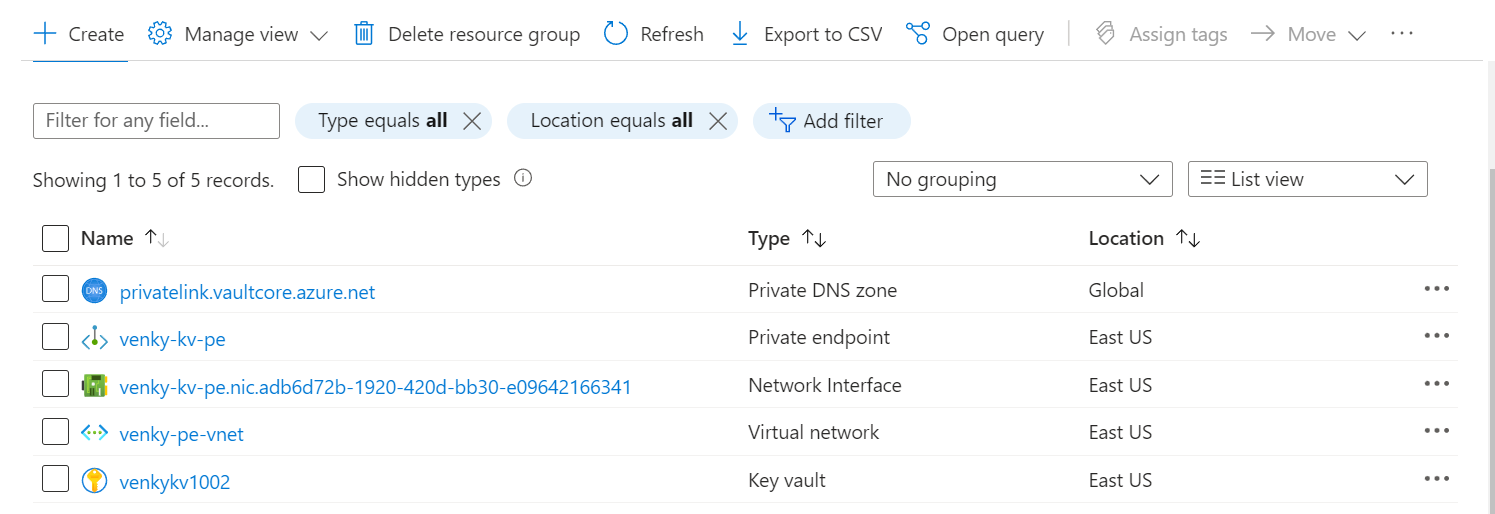 Create Manage view Delete resource group Refresh Export to CSV Open query Assign tags Move ...
Filter for any field... Type equals all Location equals all Add filter
Showing 1 to 5 of 5 records. Show hidden types No grouping List view
Name Type Location
DNS privatelink.vaultcore.azure.net Private DNS zone Global ...
venky-kv-pe Private endpoint East US ...
venky-kv-pe.nic.adb6d72b-1920-420d-bb30-e09642166341 Network Interface East US ...
venky-pe-vnet Virtual network East US ...
venkykv1002 Key vault East US ...